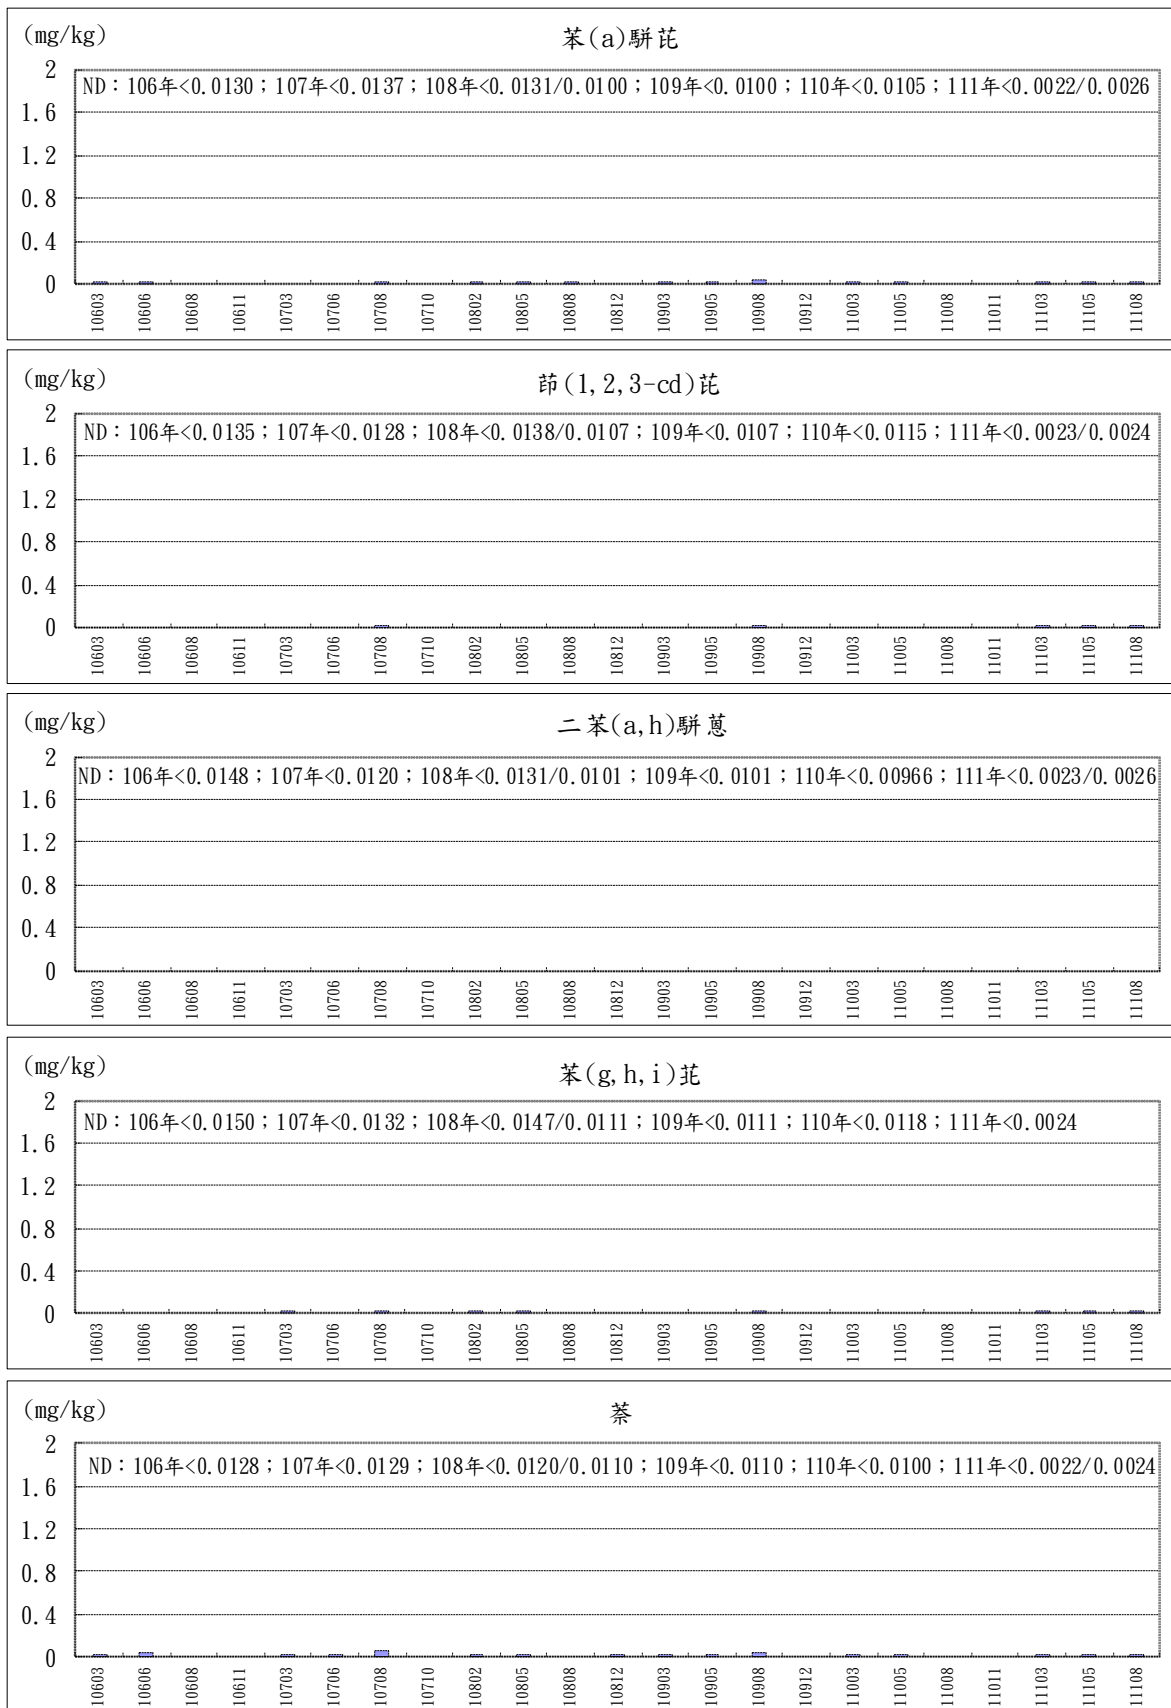 (mg/kg)
苯(a)駢芘
ND：106年<0.0130；107年<0.0137；108年<0.0131/0.0100；109年<0.0100；110年<0.0105；111年<0.0022/0.0026
2
1.6
1.2
0.8
0.4
0
10603 10606 10608 10611 10703 10706 10708 10710 10802 10805 10808 10812 10903 10905 10908 10912 11003 11005 11008 11011 11103 11105 11108
(mg/kg)
茚(1,2,3-cd)芘
ND：106年<0.0135；107年<0.0128；108年<0.0138/0.0107；109年<0.0107；110年<0.0115；111年<0.0023/0.0024
2
1.6
1.2
0.8
0.4
0
10603 10606 10608 10611 10703 10706 10708 10710 10802 10805 10808 10812 10903 10905 10908 10912 11003 11005 11008 11011 11103 11105 11108
(mg/kg)
二苯(a,h)駢蒽
ND：106年<0.0148；107年<0.0120；108年<0.0131/0.0101；109年<0.0101；110年<0.00966；111年<0.0023/0.0026
2
1.6
1.2
0.8
0.4
0
10603 10606 10608 10611 10703 10706 10708 10710 10802 10805 10808 10812 10903 10905 10908 10912 11003 11005 11008 11011 11103 11105 11108
(mg/kg)
苯(g,h,i)芘
ND：106年<0.0150；107年<0.0132；108年<0.0147/0.0111；109年<0.0111；110年<0.0118；111年<0.0024
2
1.6
1.2
0.8
0.4
0
10603 10606 10608 10611 10703 10706 10708 10710 10802 10805 10808 10812 10903 10905 10908 10912 11003 11005 11008 11011 11103 11105 11108
(mg/kg)
萘
ND：106年<0.0128；107年<0.0129；108年<0.0120/0.0110；109年<0.0110；110年<0.0100；111年<0.0022/0.0024
2
1.6
1.2
0.8
0.4
0
10603 10606 10608 10611 10703 10706 10708 10710 10802 10805 10808 10812 10903 10905 10908 10912 11003 11005 11008 11011 11103 11105 11108